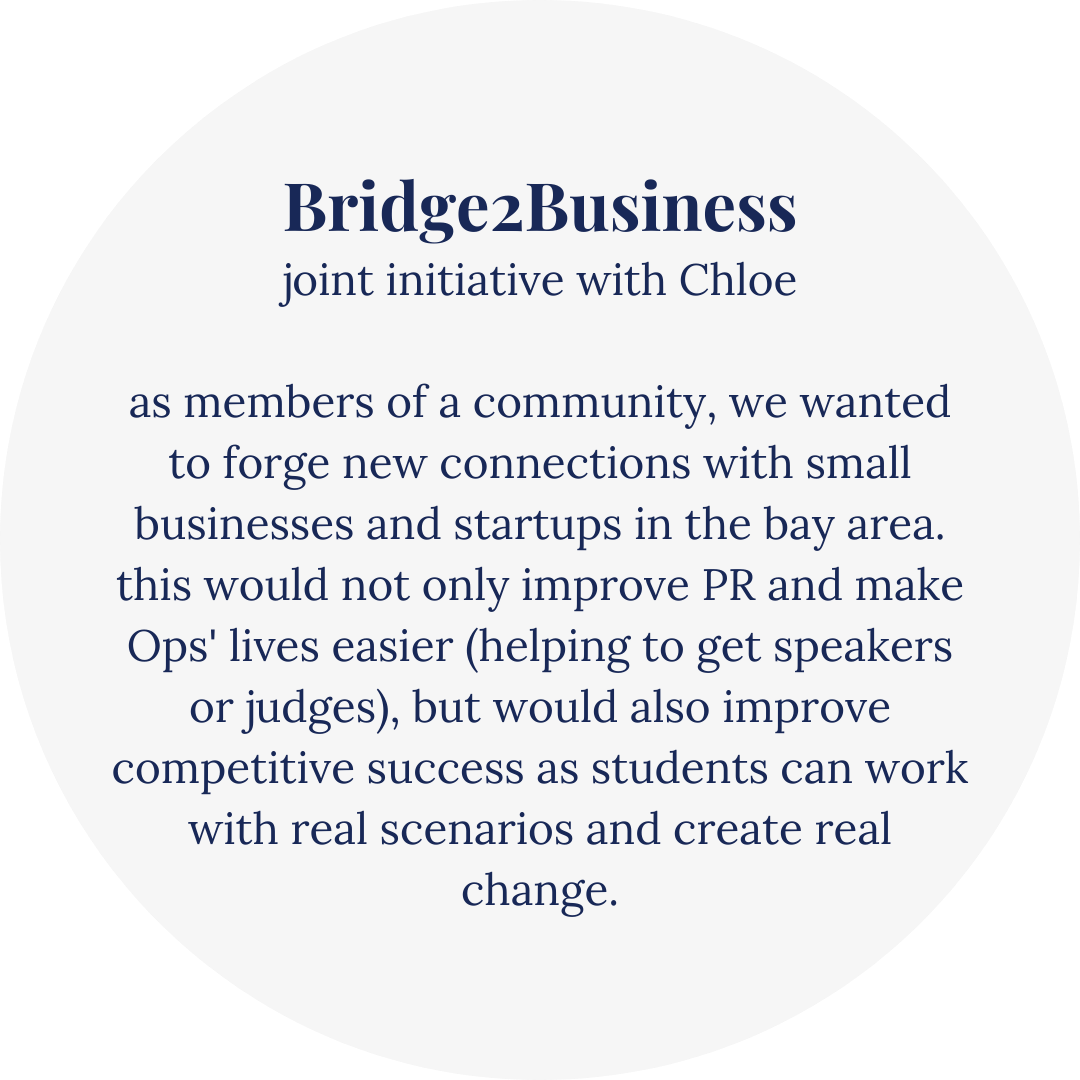 Bridge2Business
joint initiative with Chloe
as members of a community, we wanted
to forge new connections with small
businesses and startups in the bay area.
this would not only improve PR and make
Ops' lives easier (helping to get speakers
or judges), but would also improve
competitive success as students can work
with real scenarios and create real
change.